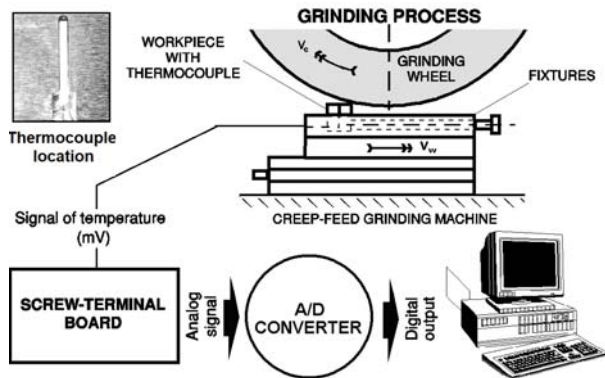 GRINDING PROCESS
WORKPIECE
WITH
THERMOCOUPLE
Vc
GRINDING
WHEEL
FIXTURES
Thermocouple
location
Vw
Signal of temperature
(mV)
CREEP-FEED GRINDING MACHINE
SCREW-TERMINAL
BOARD
Analog
signal
A/D
CONVERTER
Digital
output